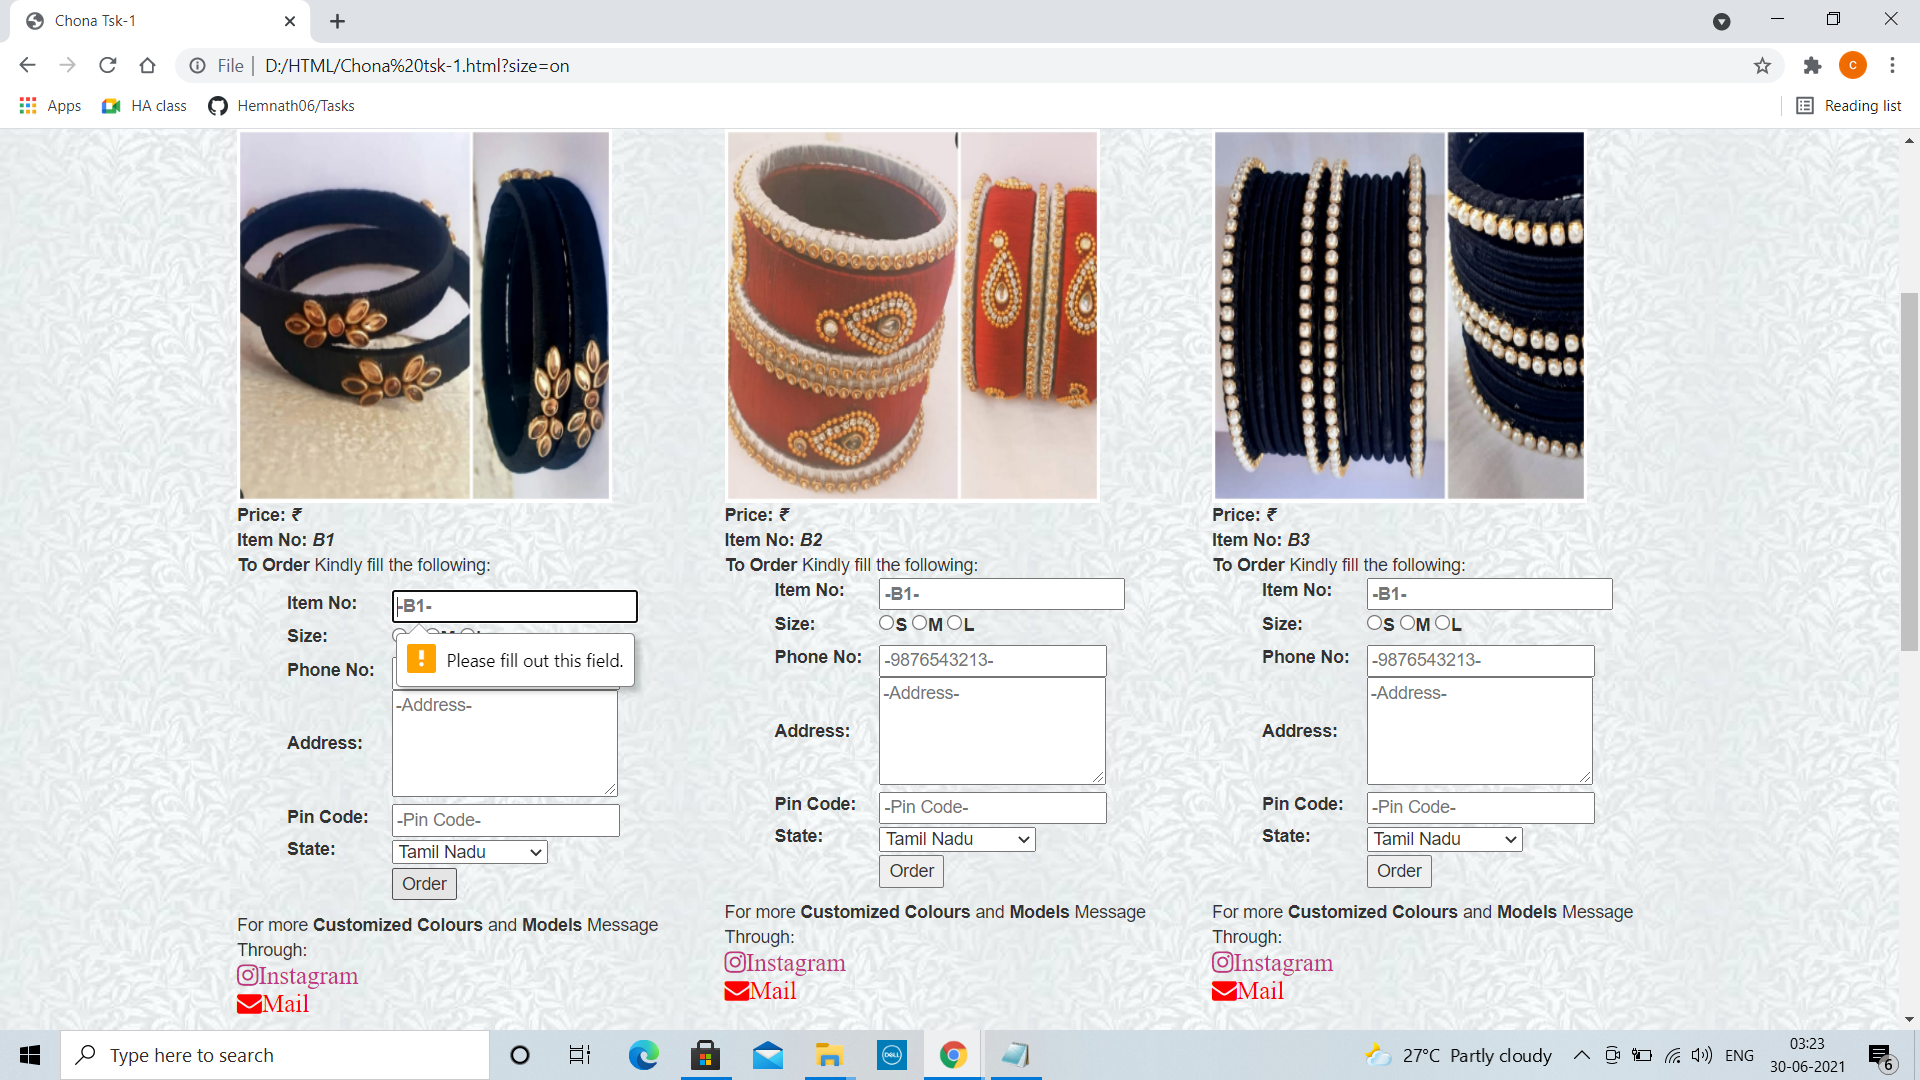 Chona Tsk-1
File D:/HTML/Chona%20tsk-1.html?size=on
Apps HA class Hemnath06/Tasks Reading list
Price: ₹
Item No: B1
To Order Kindly fill the following:
Item No: -B1-
Size:
Please fill out this field.
Phone No:
Address: -Address-
Pin Code: -Pin Code-
State: Tamil Nadu
Order
For more Customized Colours and Models Message
Through:
Instagram
Mail
Price: ₹
Item No: B2
To Order Kindly fill the following:
Item No: -B1-
Size: S M L
Phone No: -9876543213-
Address: -Address-
Pin Code: -Pin Code-
State: Tamil Nadu
Order
For more Customized Colours and Models Message
Through:
Instagram
Mail
Price: ₹
Item No: B3
To Order Kindly fill the following:
Item No: -B1-
Size: S M L
Phone No: -9876543213-
Address: -Address-
Pin Code: -Pin Code-
State: Tamil Nadu
Order
For more Customized Colours and Models Message
Through:
Instagram
Mail
Type here to search
DELL
27°C Partly cloudy
ENG
03:23
30-06-2021
6